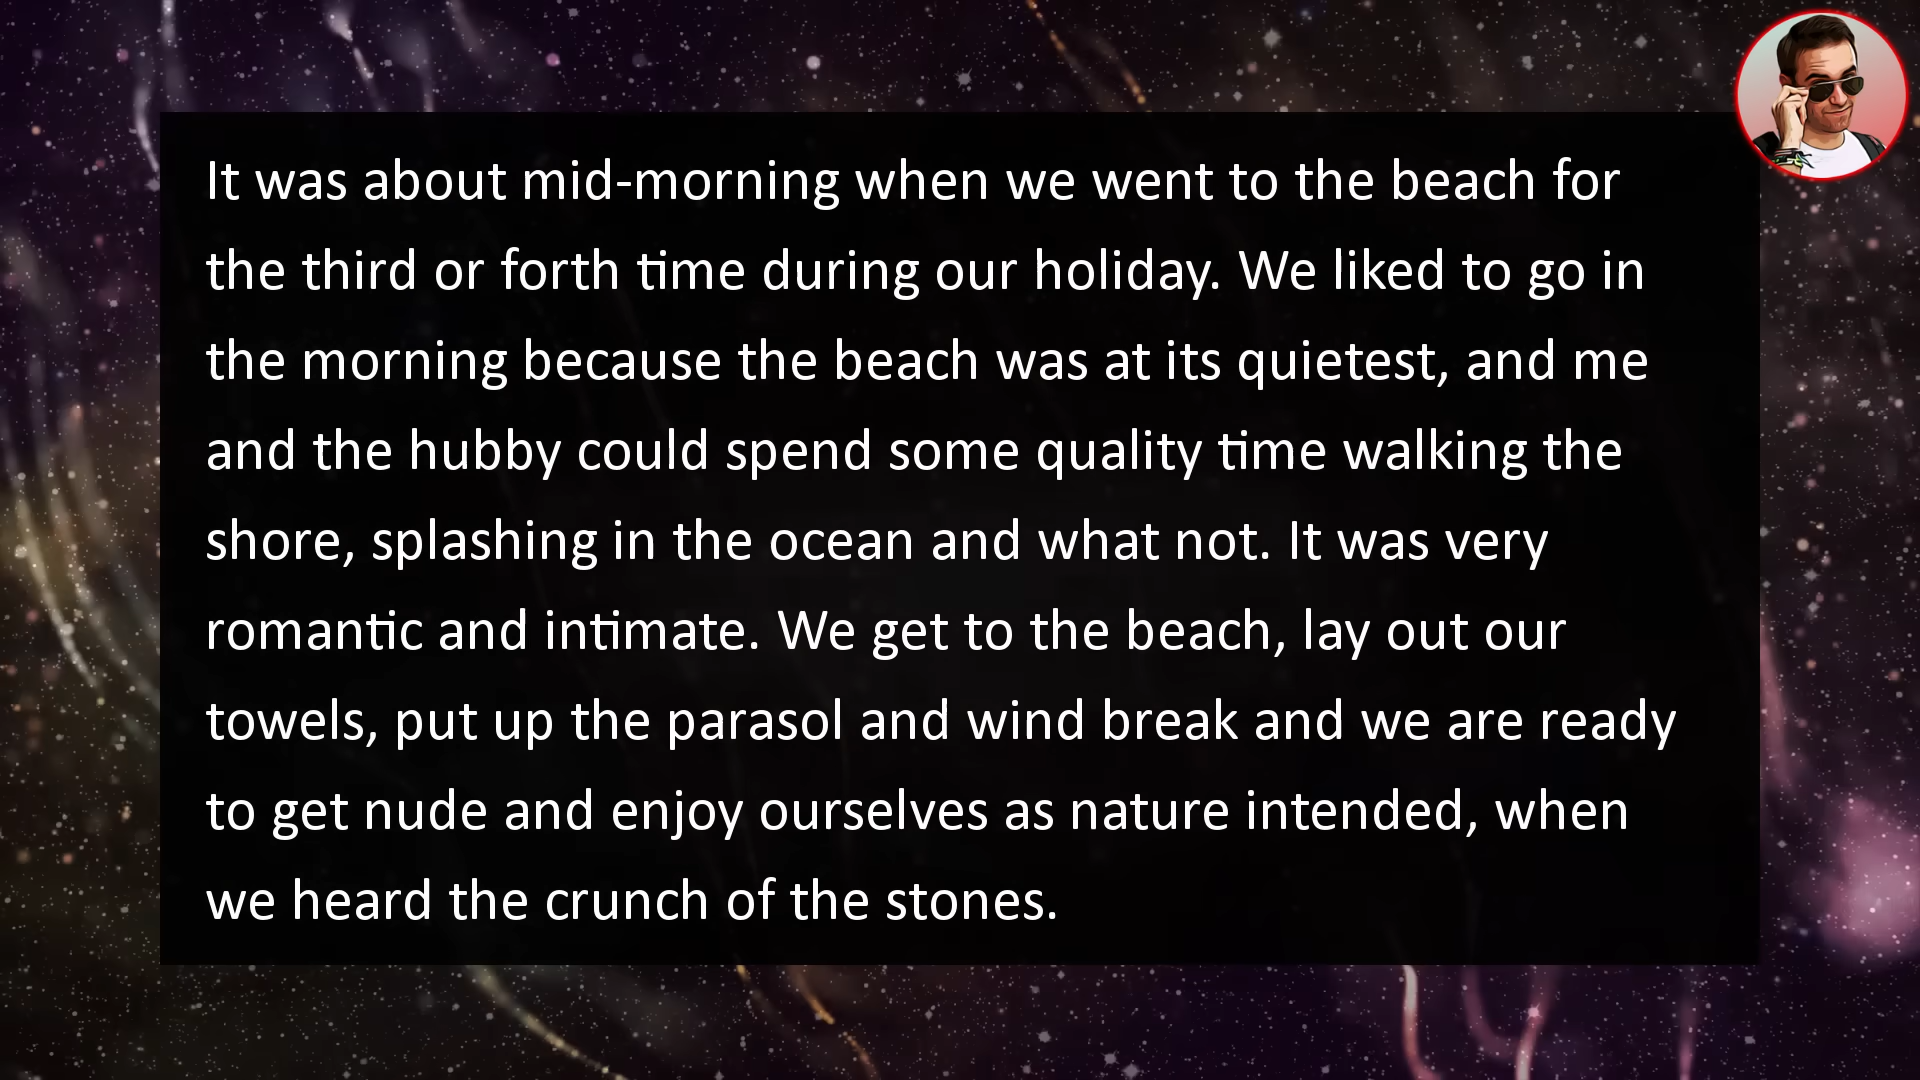 It was about mid-morning when we went to the beach for
the third or forth time during our holiday. We liked to go in
the morning because the beach was at its quietest, and me
and the hubby could spend some quality time walking the
shore, splashing in the ocean and what not. It was very
romantic and intimate. We get to the beach, lay out our
towels, put up the parasol and wind break and we are ready
to get nude and enjoy ourselves as nature intended, when
we heard the crunch of the stones.